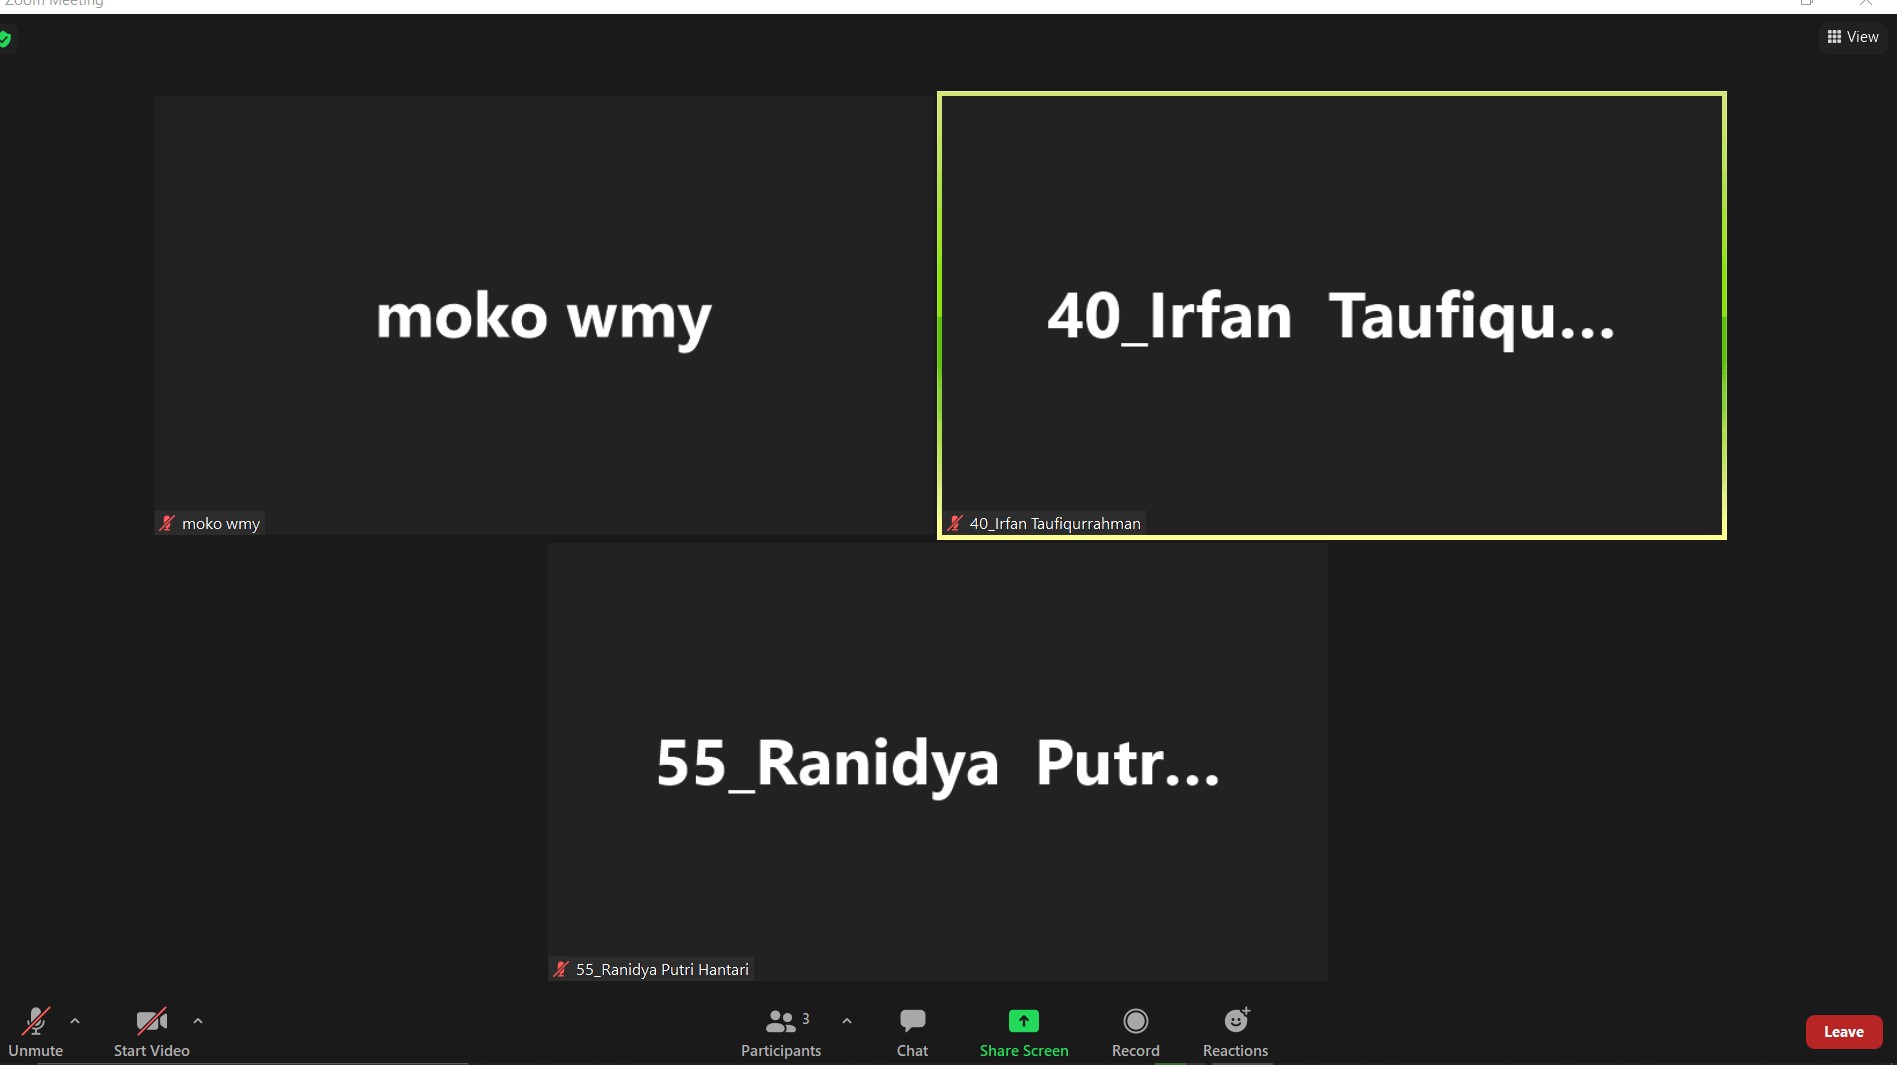 Zoom Meeting
View
moko wmy
40_Irfan Taufiqu...
moko wmy
40_Irfan Taufiqurrahman
55_Ranidya Putr...
55_Ranidya Putri Hantari
Unmute
Start Video
3
Participants
Chat
Share Screen
Record
Reactions
Leave